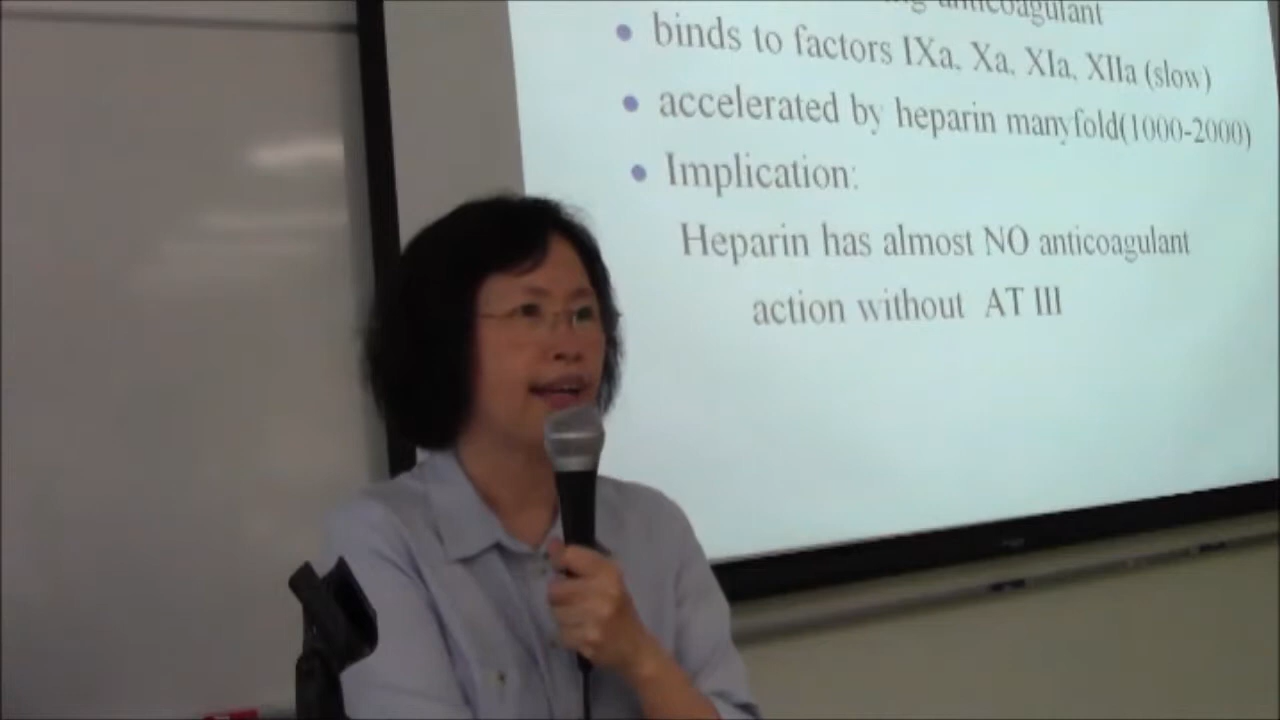 anticoagulant
• binds to factors IXa, Xa, XIa, XIIa (slow)
• accelerated by heparin manyfold(1000-2000)
• Implication:
Heparin has almost NO anticoagulant
action without AT III